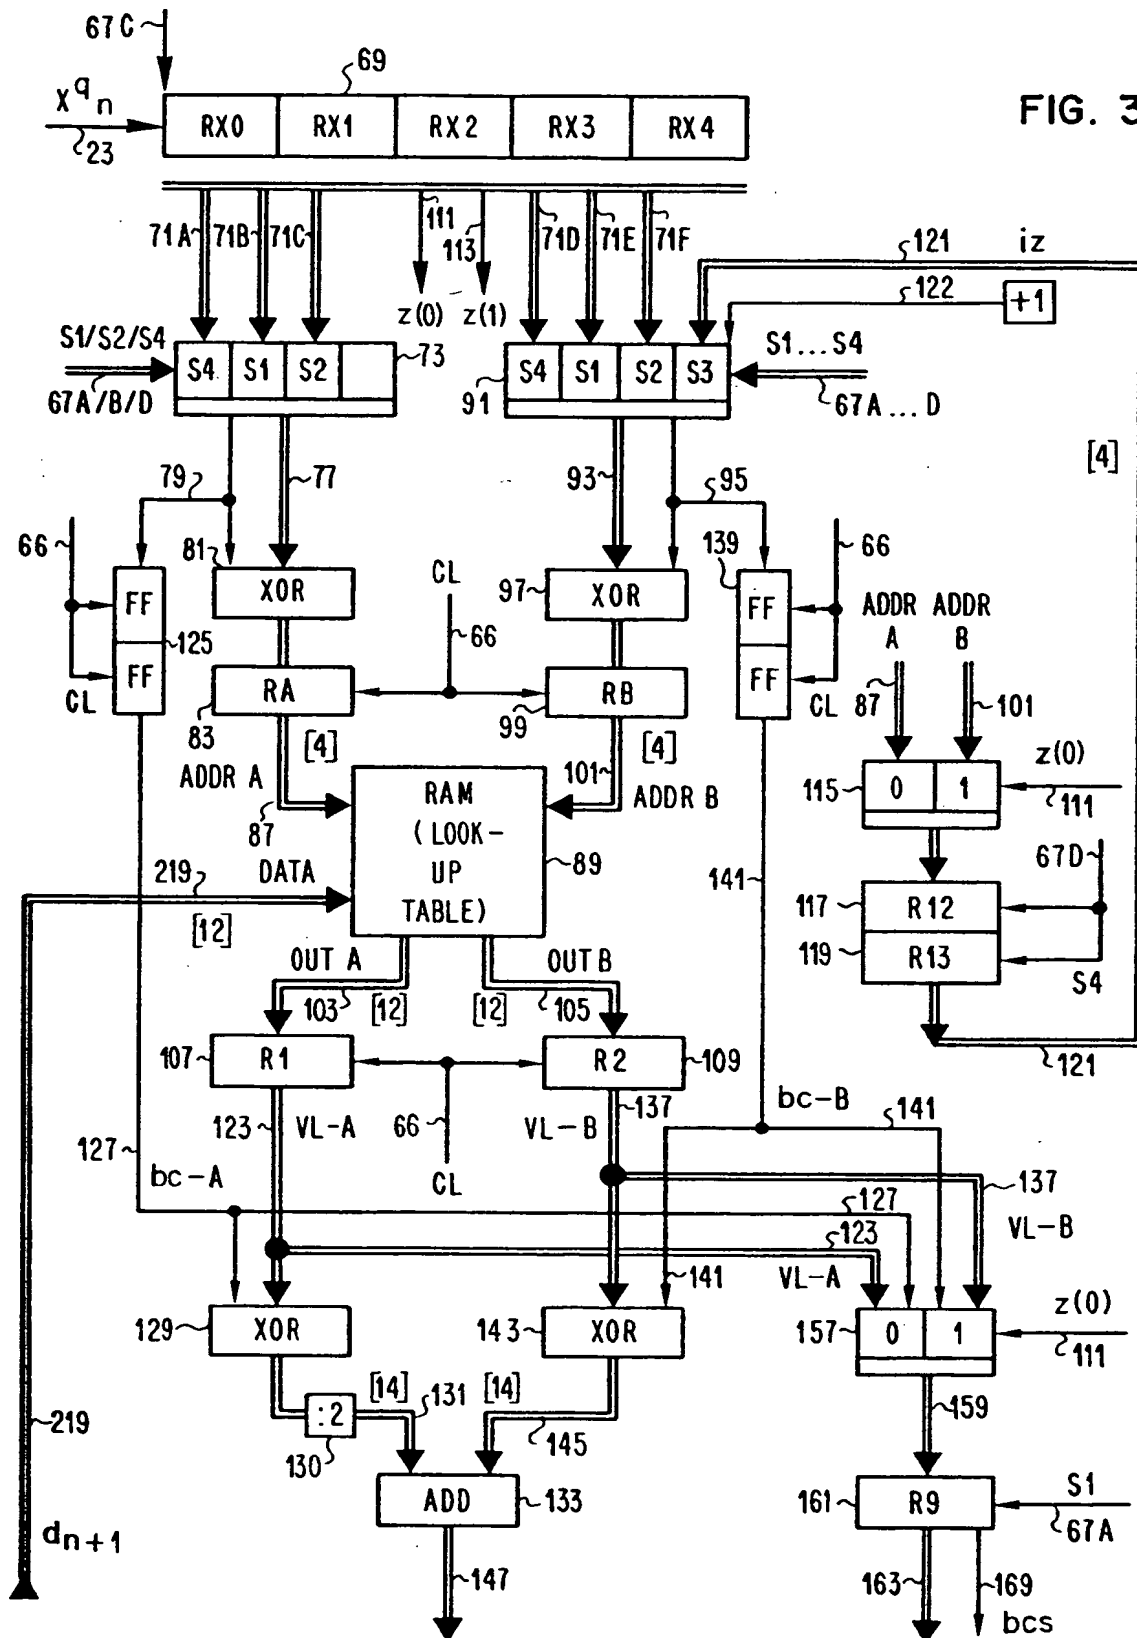 67C
69
FIG. 3
X^q_n
RX0 RX1 RX2 RX3 RX4
23
71A 71B 71C 111 113 71D 71E 71F 121 iz
122 +1
z(0) z(1)
S1/S2/S4 73 S1...S4
S4 S1 S2 91 S4 S1 S2 S3
67A/B/D 67A...D
[4]
79 77 93 95
66 81 CL 97 139 66
XOR XOR
FF 125 FF 66 FF FF
ADDR A ADDR B
CL RA RB CL
83 99 87 101
[4] [4] z(0)
ADDR A 101 ADDR B 115 0 1
87 RAM (LOOK-UP TABLE) 89 111
67D
219 DATA 141
[12] 117 R12
119 R13
S4
OUT A OUT B
103 [12] [12] 105
121
107 R1 R2 109
123 VL-A 66 VL-B 137 bc-B 141
127 bc-A CL 137
127 VL-B
123
VL-A
141
z(0)
129 XOR 143 XOR 157 0 1
111
[14] 131 [14]
219 :2 145 159
130
161 R9 S1
ADD 133 67A
d_{n+1}
147 163 169
bcs